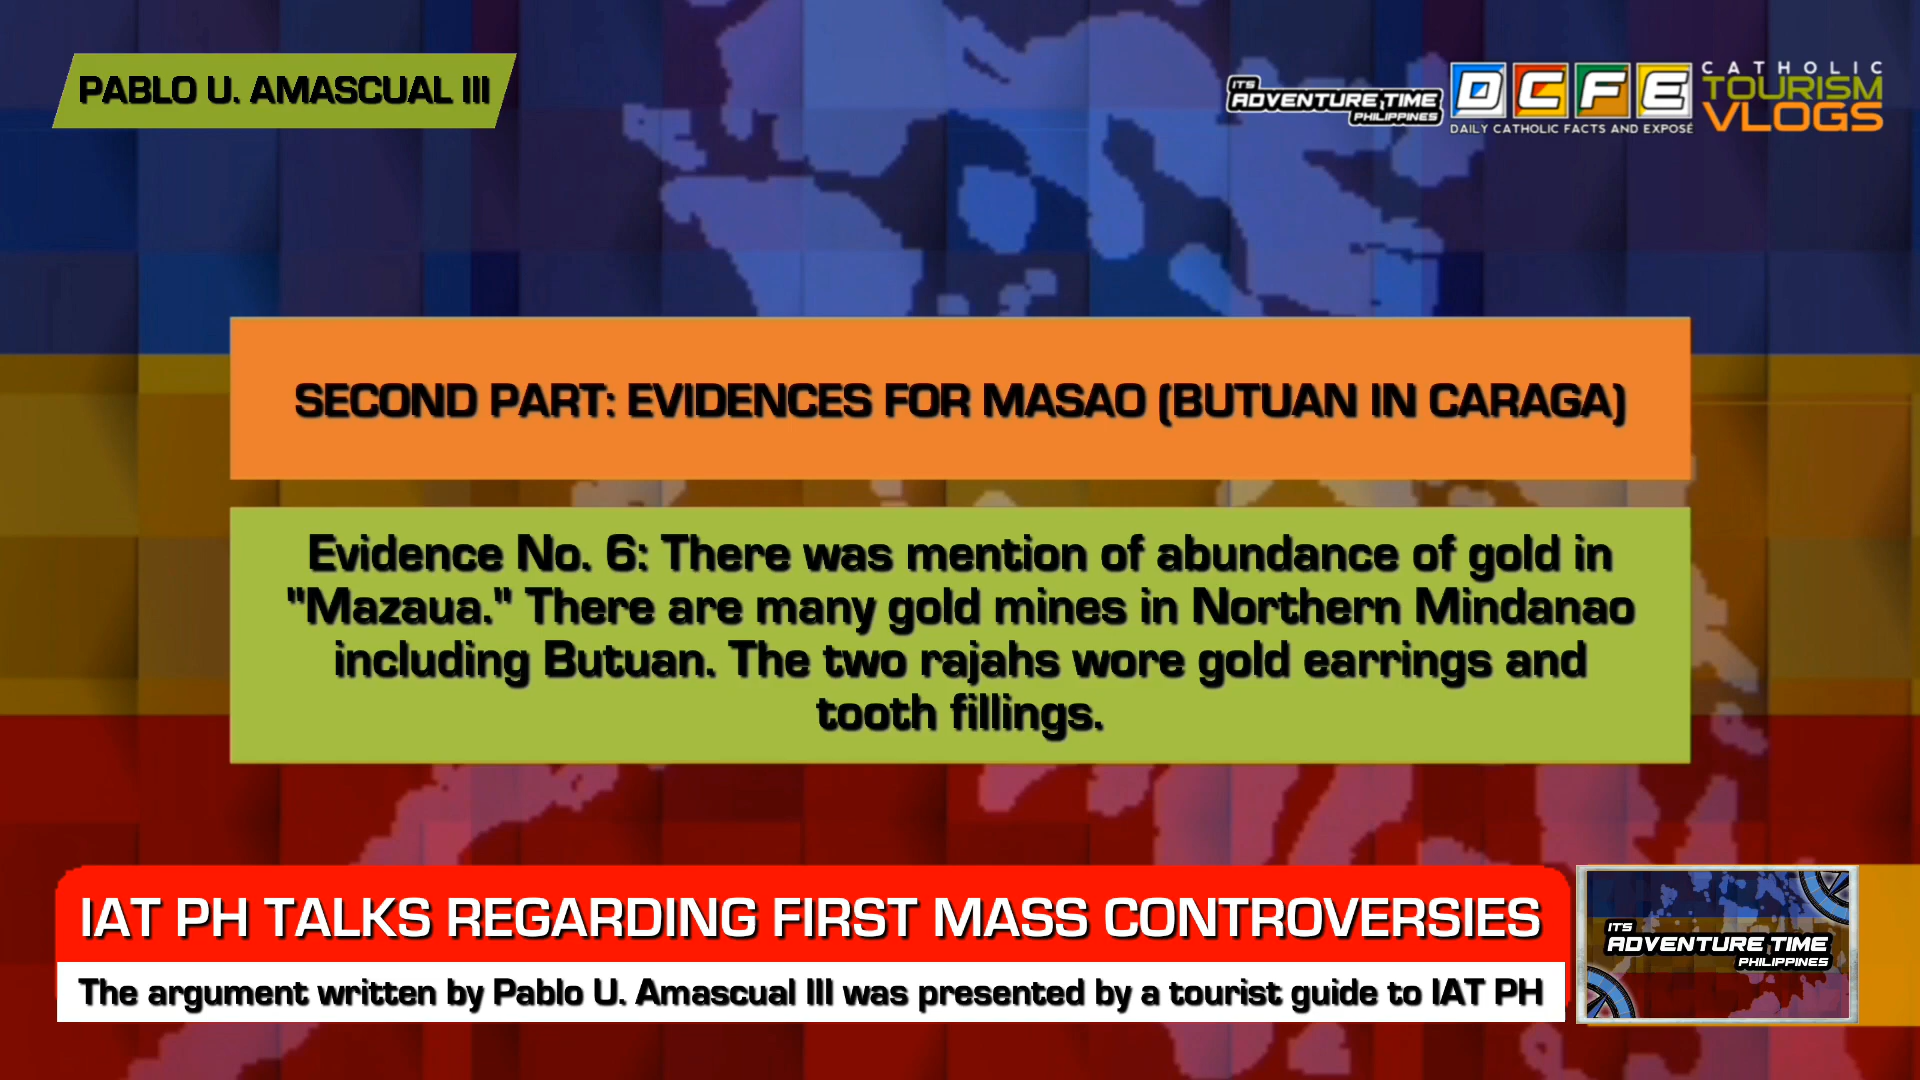 PABLO U. AMASCUAL III
ITS
ADVENTURE TIME
PHILIPPINES
DCFE
DAILY CATHOLIC FACTS AND EXPOSÉ
CATHOLIC
TOURISM
VLOGS
SECOND PART: EVIDENCES FOR MASAO (BUTUAN IN CARAGA)
Evidence No. 6: There was mention of abundance of gold in
"Mazaua." There are many gold mines in Northern Mindanao
including Butuan. The two rajahs wore gold earrings and
tooth fillings.
IAT PH TALKS REGARDING FIRST MASS CONTROVERSIES
The argument written by Pablo U. Amascual III was presented by a tourist guide to IAT PH
ITS
ADVENTURE TIME
PHILIPPINES